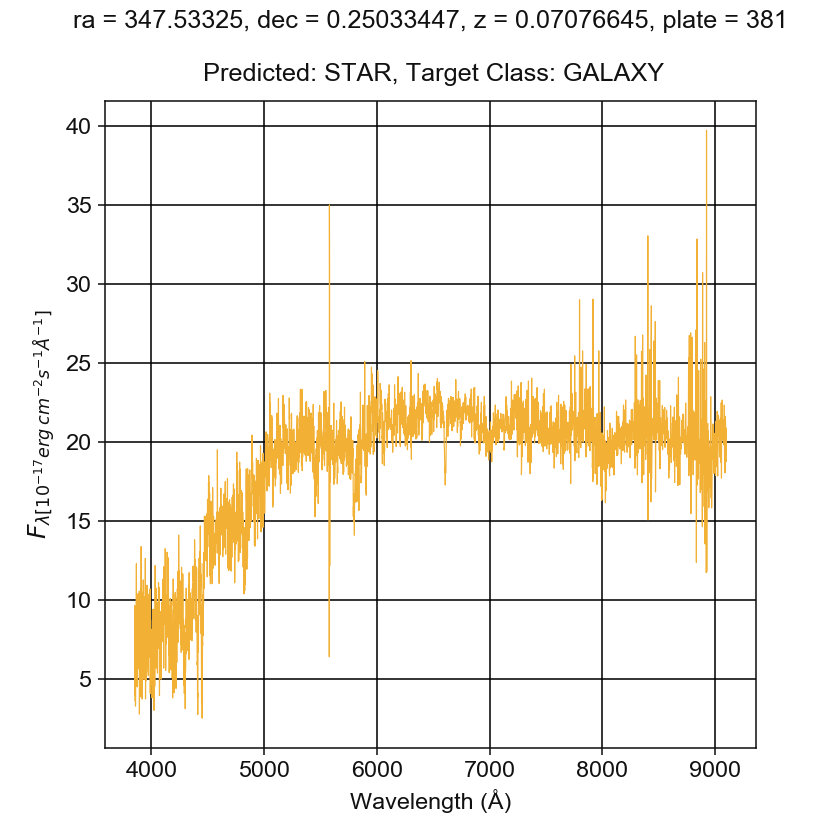 ra = 347.53325, dec = 0.25033447, z = 0.07076645, plate = 381
Predicted: STAR, Target Class: GALAXY
40
35
30
25
20
15
10
5
F_{λ[10^{−17} erg cm^{−2} s^{−1} Å^{−1}]}
4000 5000 6000 7000 8000 9000
Wavelength (Å)